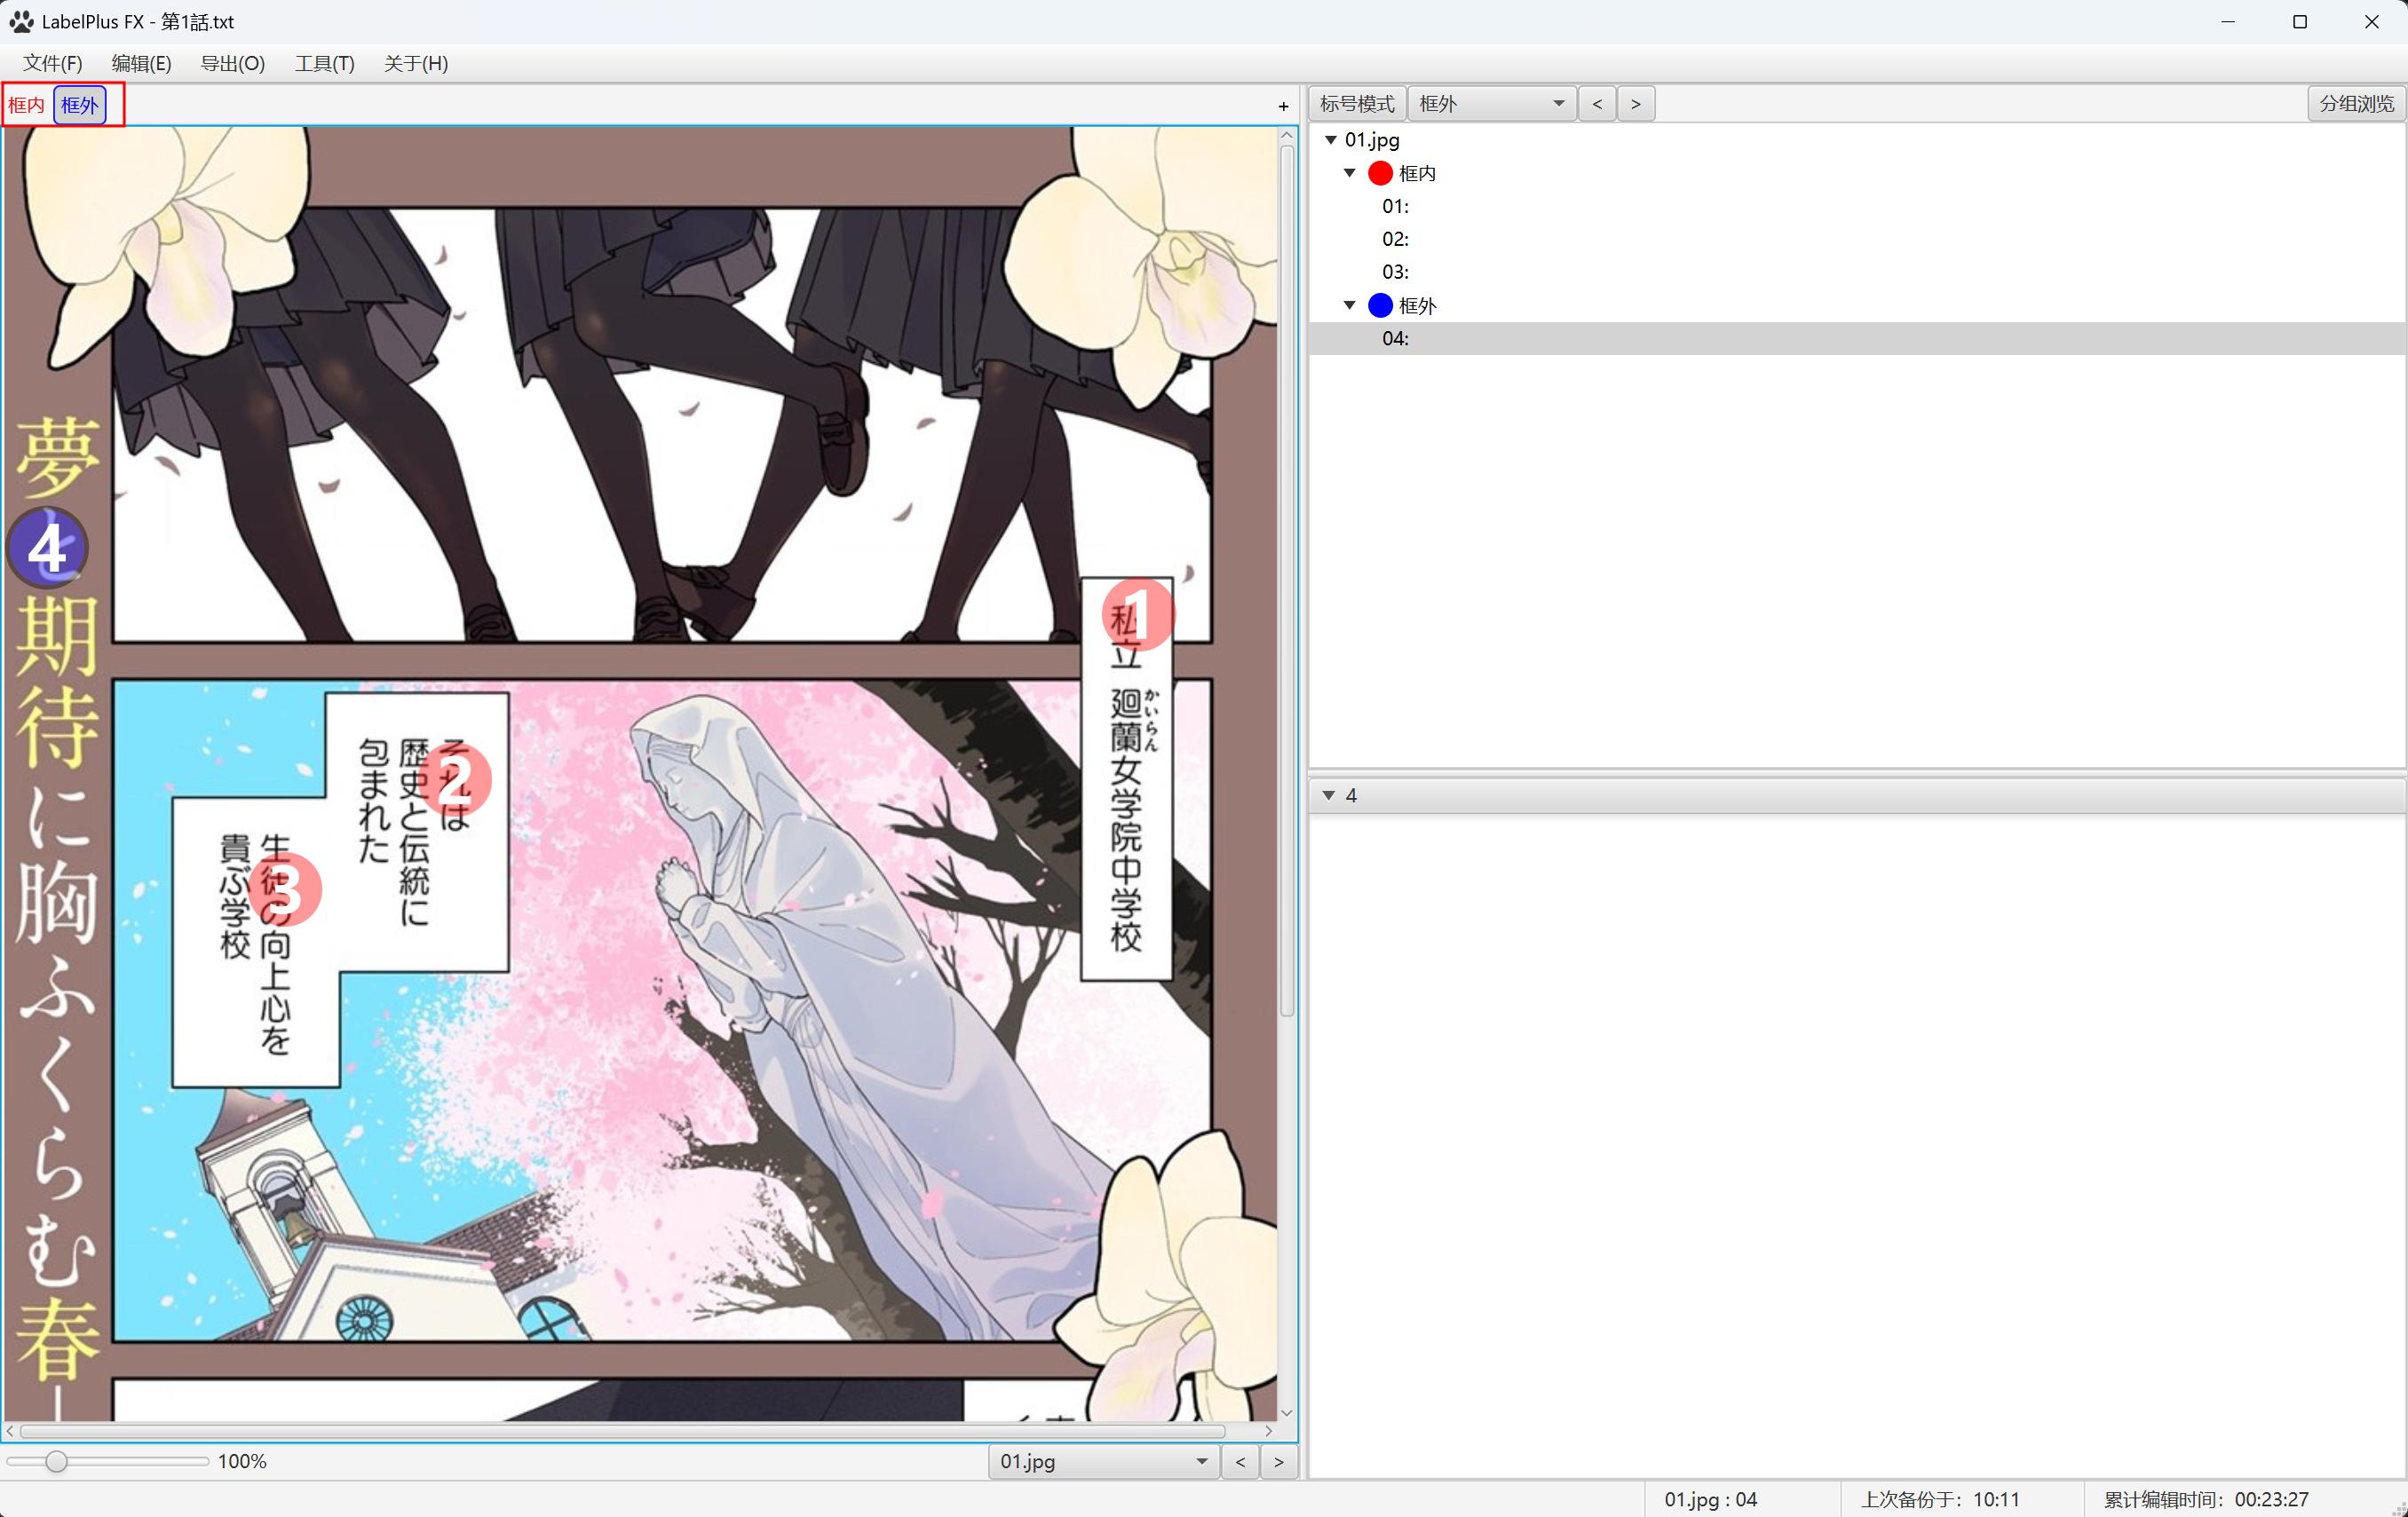 LabelPlus FX - 第1話.txt
文件(F) 编辑(E) 导出(O) 工具(T) 关于(H)
框内 框外
+
标号模式 框外 < > 分组浏览
01.jpg
框内
01:
02:
03:
框外
04:
4
1
私立 廻蘭女学院中学校
かいらん
2
それは
歴史と伝統に
包まれた
3
生徒の向上心を
貴ぶ学校
4
夢と期待に胸ふくらむ春―
100%
01.jpg < >
01.jpg : 04
上次备份于: 10:11
累计编辑时间: 00:23:27